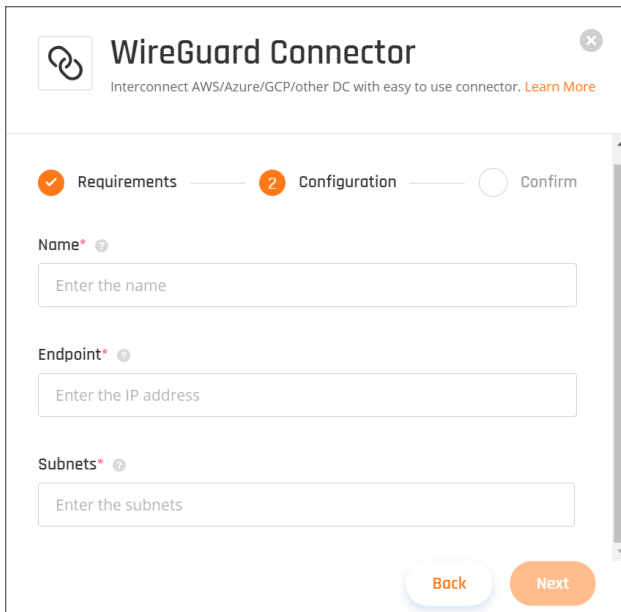 WireGuard Connector
Interconnect AWS/Azure/GCP/other DC with easy to use connector. Learn More
Requirements 2 Configuration Confirm
Name* ?
Enter the name
Endpoint* ?
Enter the IP address
Subnets* ?
Enter the subnets
Back Next